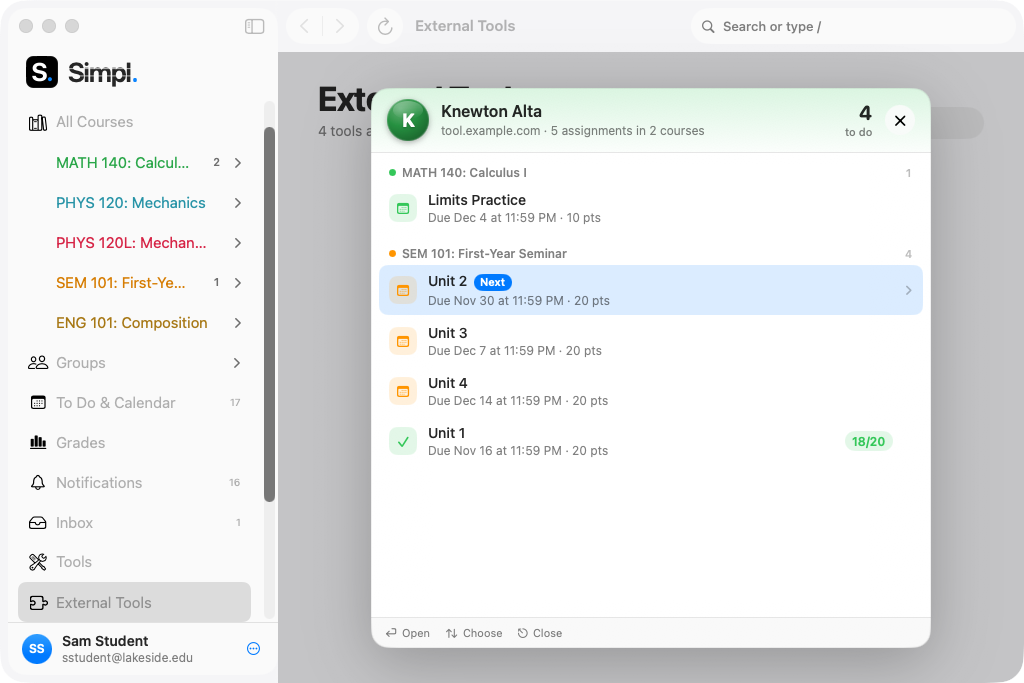 External Tools
Search or type /
S.
Simpl.
All Courses
MATH 140: Calcul... 2
PHYS 120: Mechanics
PHYS 120L: Mechan...
SEM 101: First-Ye... 1
ENG 101: Composition
Groups
To Do & Calendar 17
Grades
Notifications 16
Inbox 1
Tools
External Tools
SS
Sam Student
sstudent@lakeside.edu
4 tools
K
Knewton Alta
tool.example.com · 5 assignments in 2 courses
4
to do
MATH 140: Calculus I 1
Limits Practice
Due Dec 4 at 11:59 PM · 10 pts
SEM 101: First-Year Seminar 4
Unit 2 Next
Due Nov 30 at 11:59 PM · 20 pts
Unit 3
Due Dec 7 at 11:59 PM · 20 pts
Unit 4
Due Dec 14 at 11:59 PM · 20 pts
Unit 1
Due Nov 16 at 11:59 PM · 20 pts
18/20
Open Choose Close